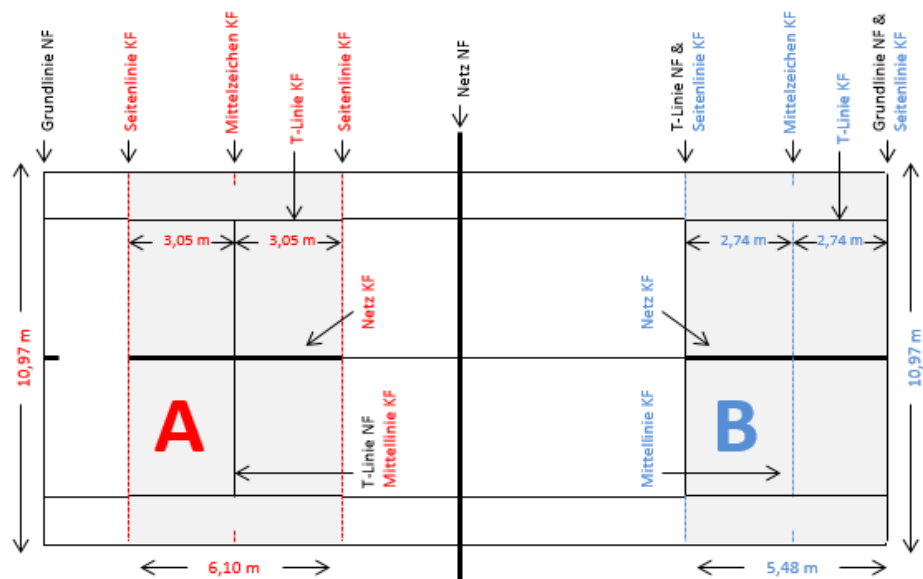 Grundlinie NF
Seitenlinie KF
Mittelzeichen KF
T-Linie KF
Seitenlinie KF
Netz NF
T-Linie NF &
Seitenlinie KF
Mittelzeichen KF
T-Linie KF
Grundlinie NF &
Seitenlinie KF
3,05 m
3,05 m
2,74 m
2,74 m
Netz KF
Netz KF
10,97 m
10,97 m
A
B
T-Linie NF
Mittellinie KF
Mittellinie KF
6,10 m
5,48 m